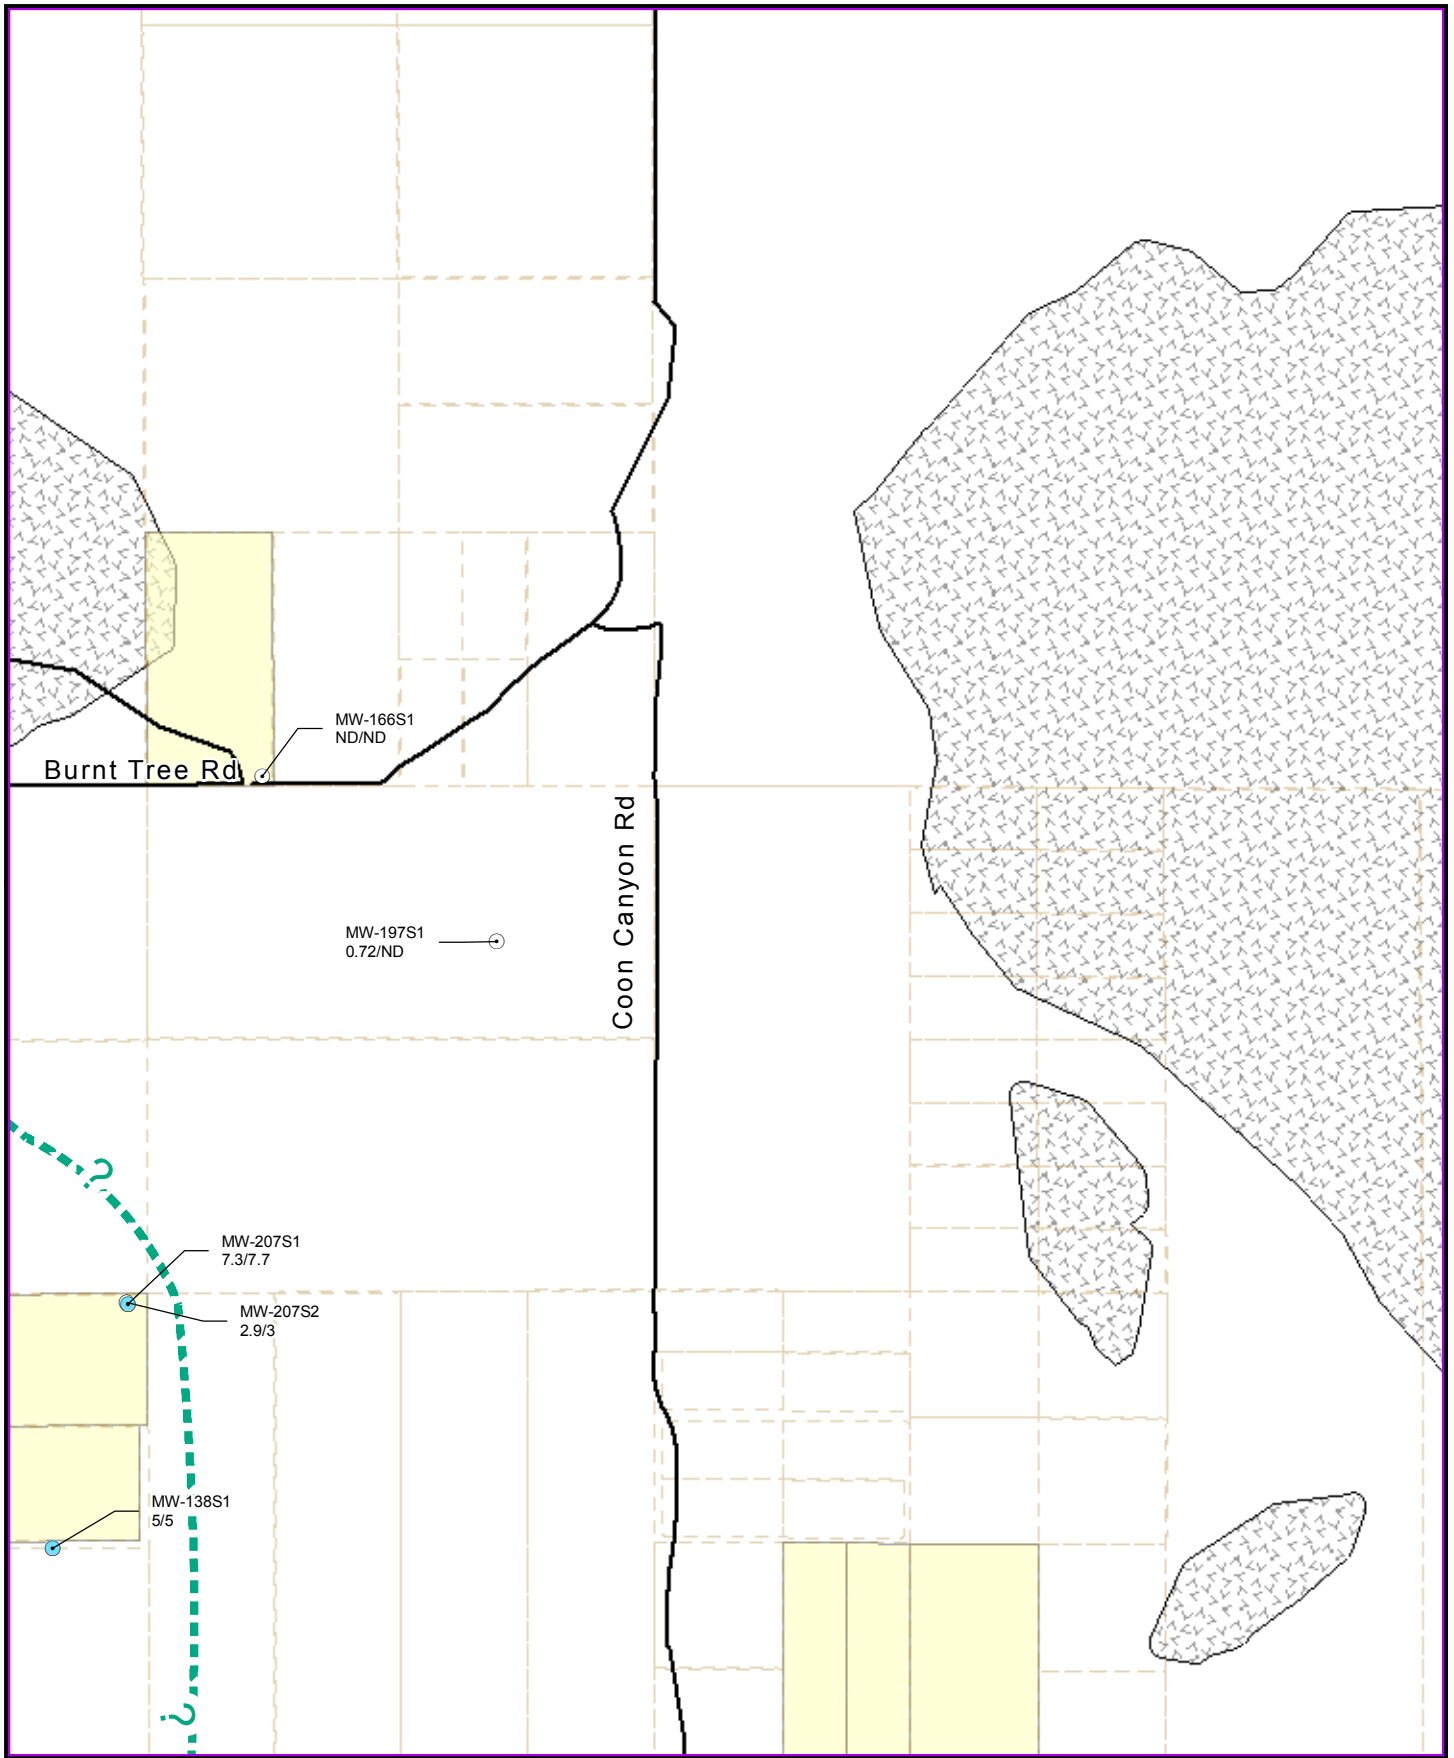 MW-166S1
ND/ND
Burnt Tree Rd
Coon Canyon Rd
MW-197S1
0.72/ND
?
MW-207S1
7.3/7.7
MW-207S2
2.9/3
MW-138S1
5/5
?